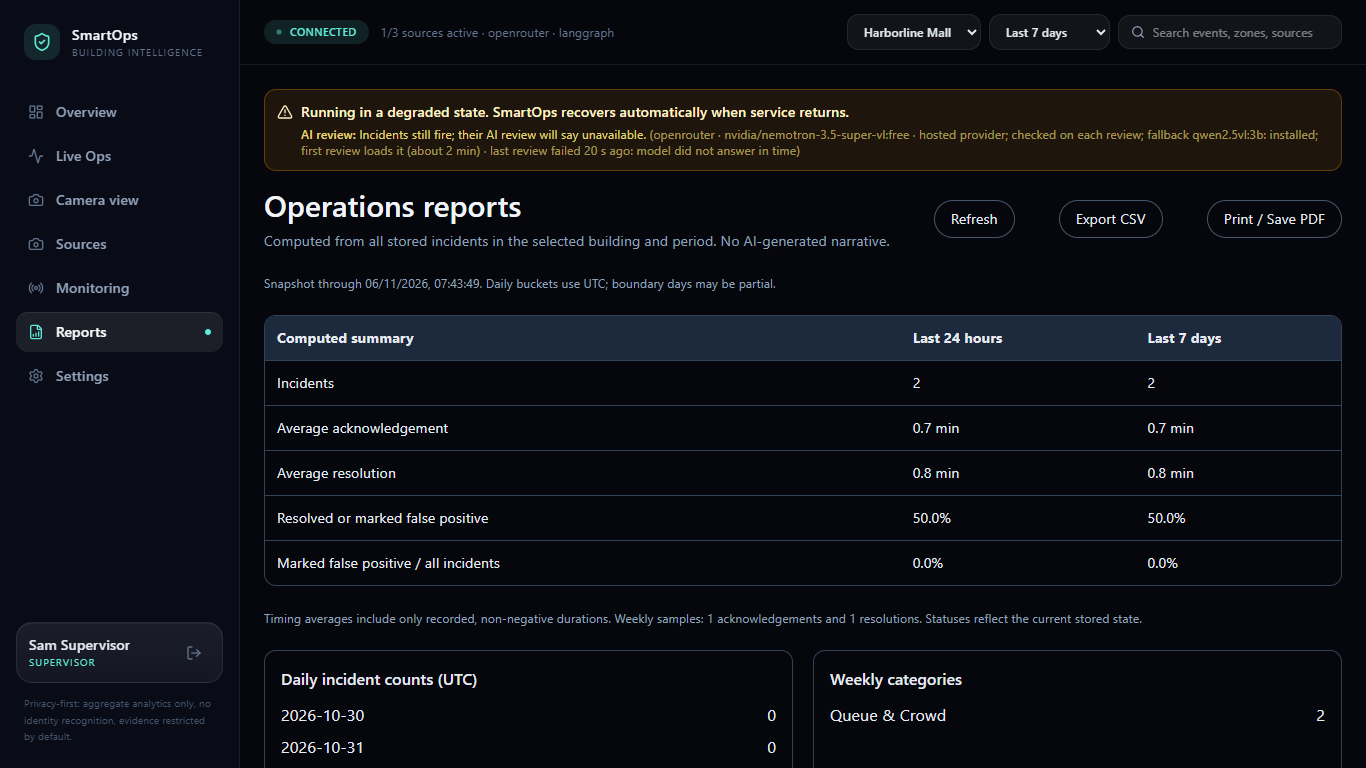 SmartOps
BUILDING INTELLIGENCE
Overview
Live Ops
Camera view
Sources
Monitoring
Reports
Settings
Sam Supervisor
SUPERVISOR
Privacy-first: aggregate analytics only, no
identity recognition, evidence restricted
by default.
CONNECTED
1/3 sources active · openrouter · langgraph
Harborline Mall
Last 7 days
Search events, zones, sources
Running in a degraded state. SmartOps recovers automatically when service returns.
AI review: Incidents still fire; their AI review will say unavailable. (openrouter · nvidia/nemotron-3.5-super-vl:free · hosted provider; checked on each review; fallback qwen2.5vl:3b: installed;
first review loads it (about 2 min) · last review failed 20 s ago: model did not answer in time)
Operations reports
Computed from all stored incidents in the selected building and period. No AI-generated narrative.
Refresh
Export CSV
Print / Save PDF
Snapshot through 06/11/2026, 07:43:49. Daily buckets use UTC; boundary days may be partial.
Computed summary Last 24 hours Last 7 days
Incidents 2 2
Average acknowledgement 0.7 min 0.7 min
Average resolution 0.8 min 0.8 min
Resolved or marked false positive 50.0% 50.0%
Marked false positive / all incidents 0.0% 0.0%
Timing averages include only recorded, non-negative durations. Weekly samples: 1 acknowledgements and 1 resolutions. Statuses reflect the current stored state.
Daily incident counts (UTC)
2026-10-30 0
2026-10-31 0
Weekly categories
Queue & Crowd 2